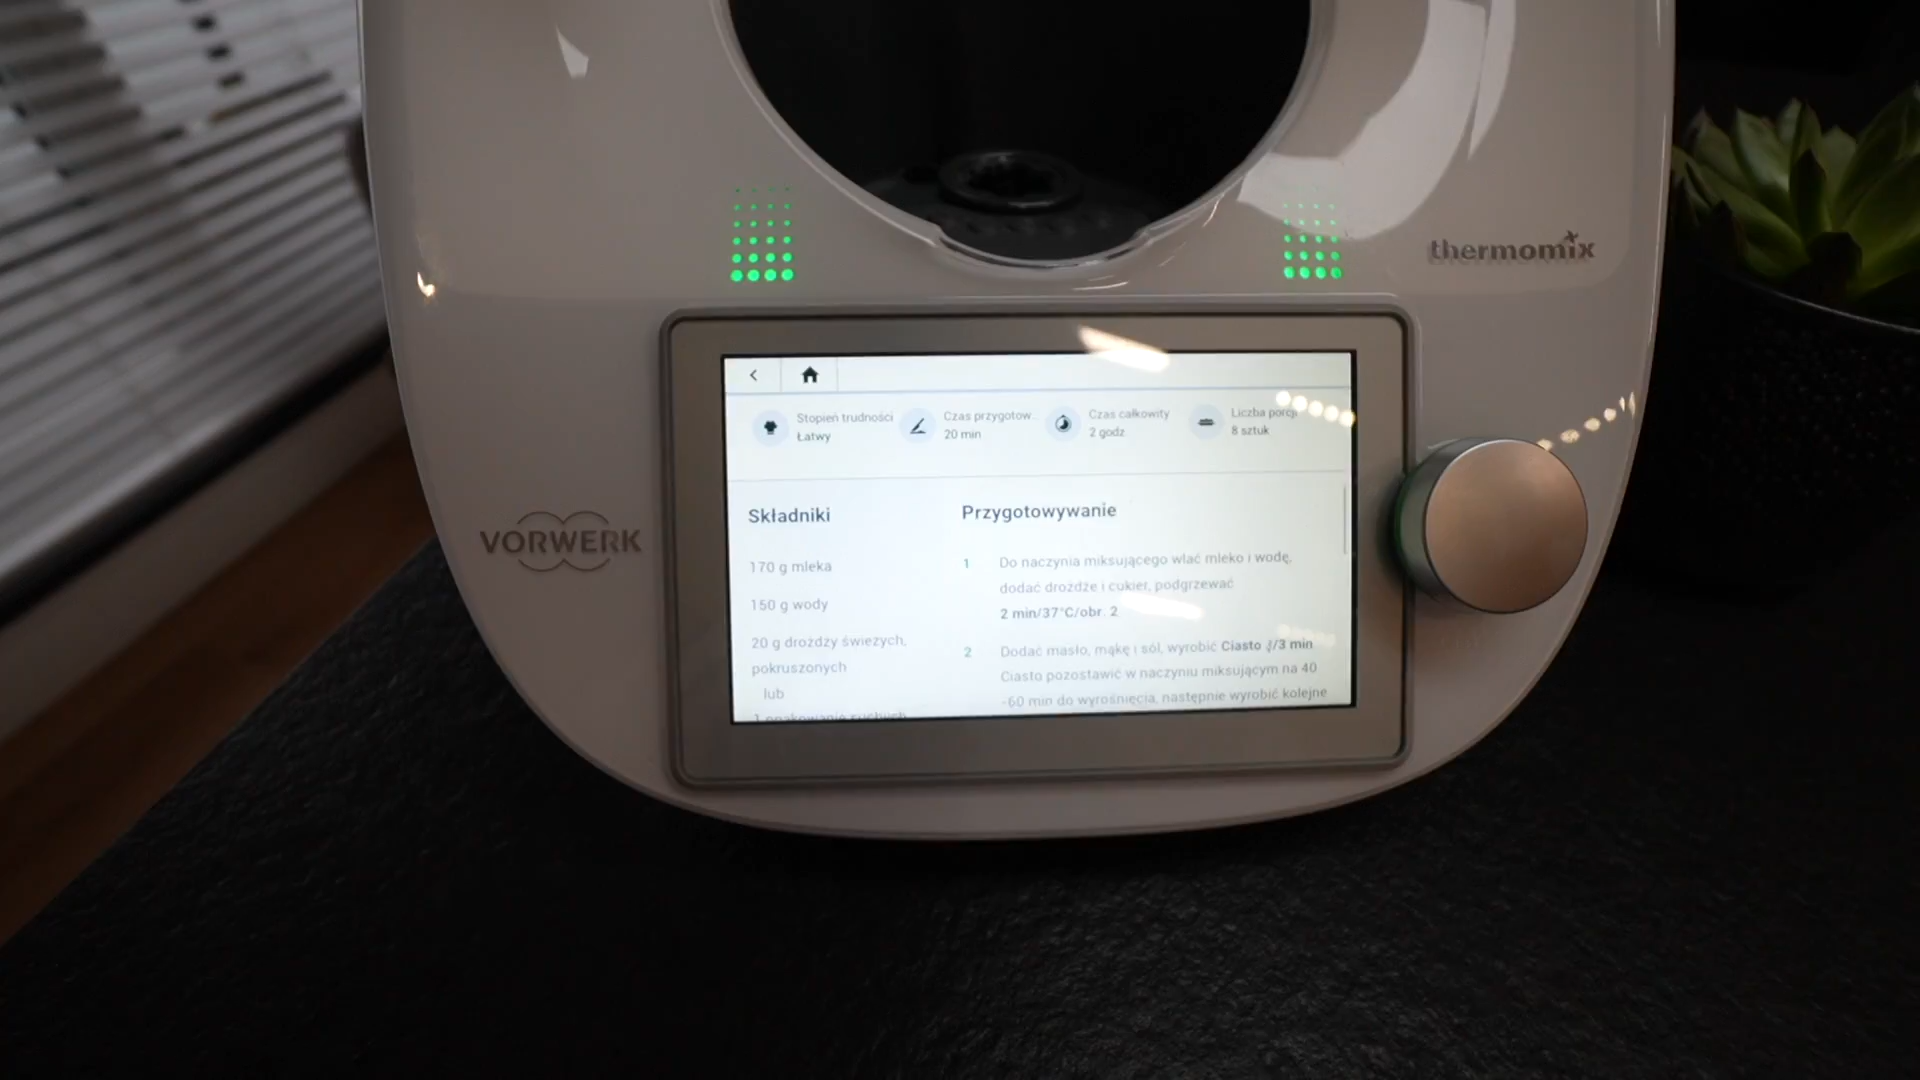 thermomix
VORWERK
Stopień trudności
Łatwy
Czas przygotow...
20 min
Czas całkowity
2 godz
Liczba porcji
8 sztuk
Składniki
170 g mleka
150 g wody
20 g drożdży świeżych,
pokruszonych
lub
1 opakowanie suchych
Przygotowywanie
1 Do naczynia miksującego wlać mleko i wodę,
dodać drożdże i cukier, podgrzewać
2 min/37°C/obr. 2
2 Dodać masło, mąkę i sól, wyrobić Ciasto /3 min
Ciasto pozostawić w naczyniu miksującym na 40
-60 min do wyrośnięcia, następnie wyrobić kolejne